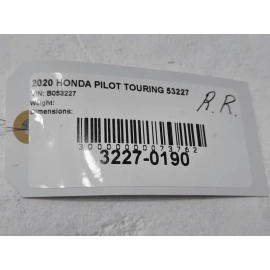 2020 HONDA PILOT TOURING 53227
VIN: B053227
Weight:
Dimensions:
R.R.
3000000073762
3227-0190